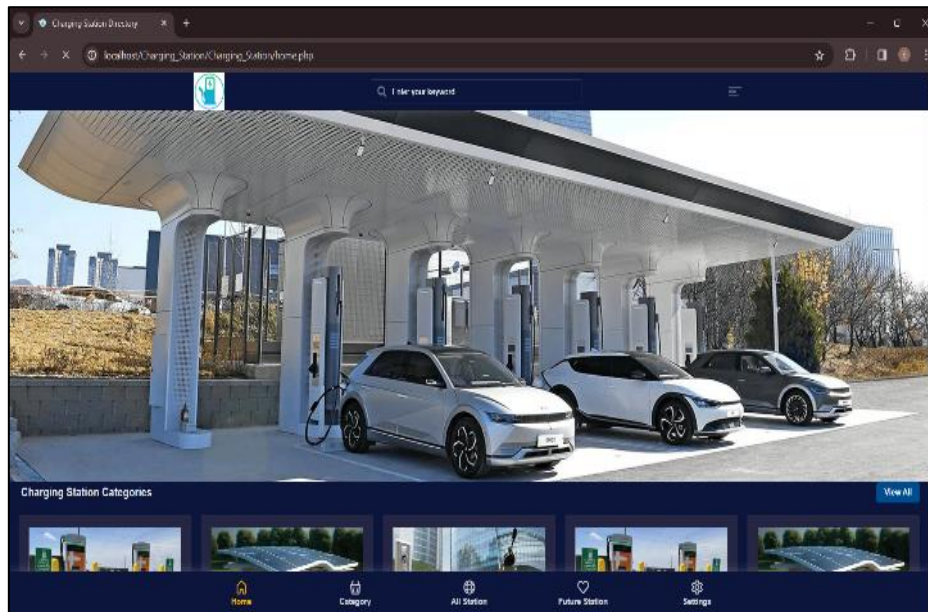 Charging Station Directory
localhost/Charging_Station/Charging_Station/home.php
Enter your keyword
Charging Station Categories
View All
Home
Category
All Station
Future Station
Settings